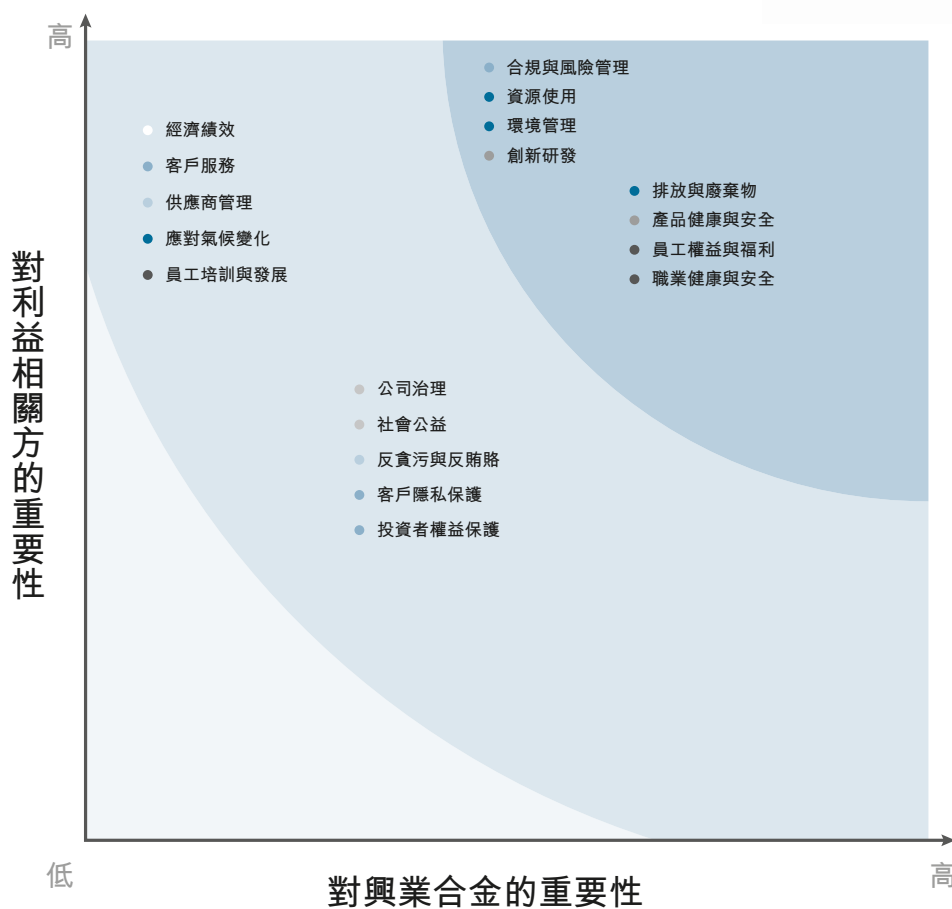 高
合規與風險管理
資源使用
環境管理
創新研發
經濟績效
客戶服務
供應商管理
應對氣候變化
員工培訓與發展
排放與廢棄物
產品健康與安全
員工權益與福利
職業健康與安全
對利益相關方的重要性
公司治理
社會公益
反貪污與反賄賂
客戶隱私保護
投資者權益保護
低
高
對興業合金的重要性